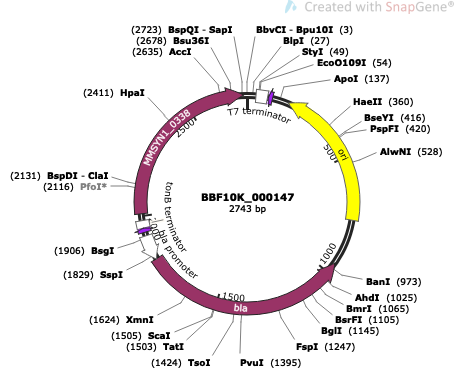 Created with SnapGene®
(2723) BspQI - SapI
(2678) Bsu36I
(2635) AccI
(2411) HpaI
(2131) BspDI - ClaI
(2116) PfoI*
(1906) BsgI
(1829) SspI
(1624) XmnI
(1505) ScaI
(1503) TatI
(1424) TsoI
BbvCI - Bpu10I (3)
BlpI (27)
StyI (49)
EcoO109I (54)
ApoI (137)
HaeII (360)
BseYI (416)
PspFI (420)
AlwNI (528)
BanI (973)
AhdI (1025)
BmrI (1065)
BsrFI (1105)
BglI (1145)
FspI (1247)
PvuI (1395)
T7 terminator
MMSYN1_0338
ori
tonB terminator
bla promoter
bla
500
1000
1500
2500
BBF10K_000147
2743 bp